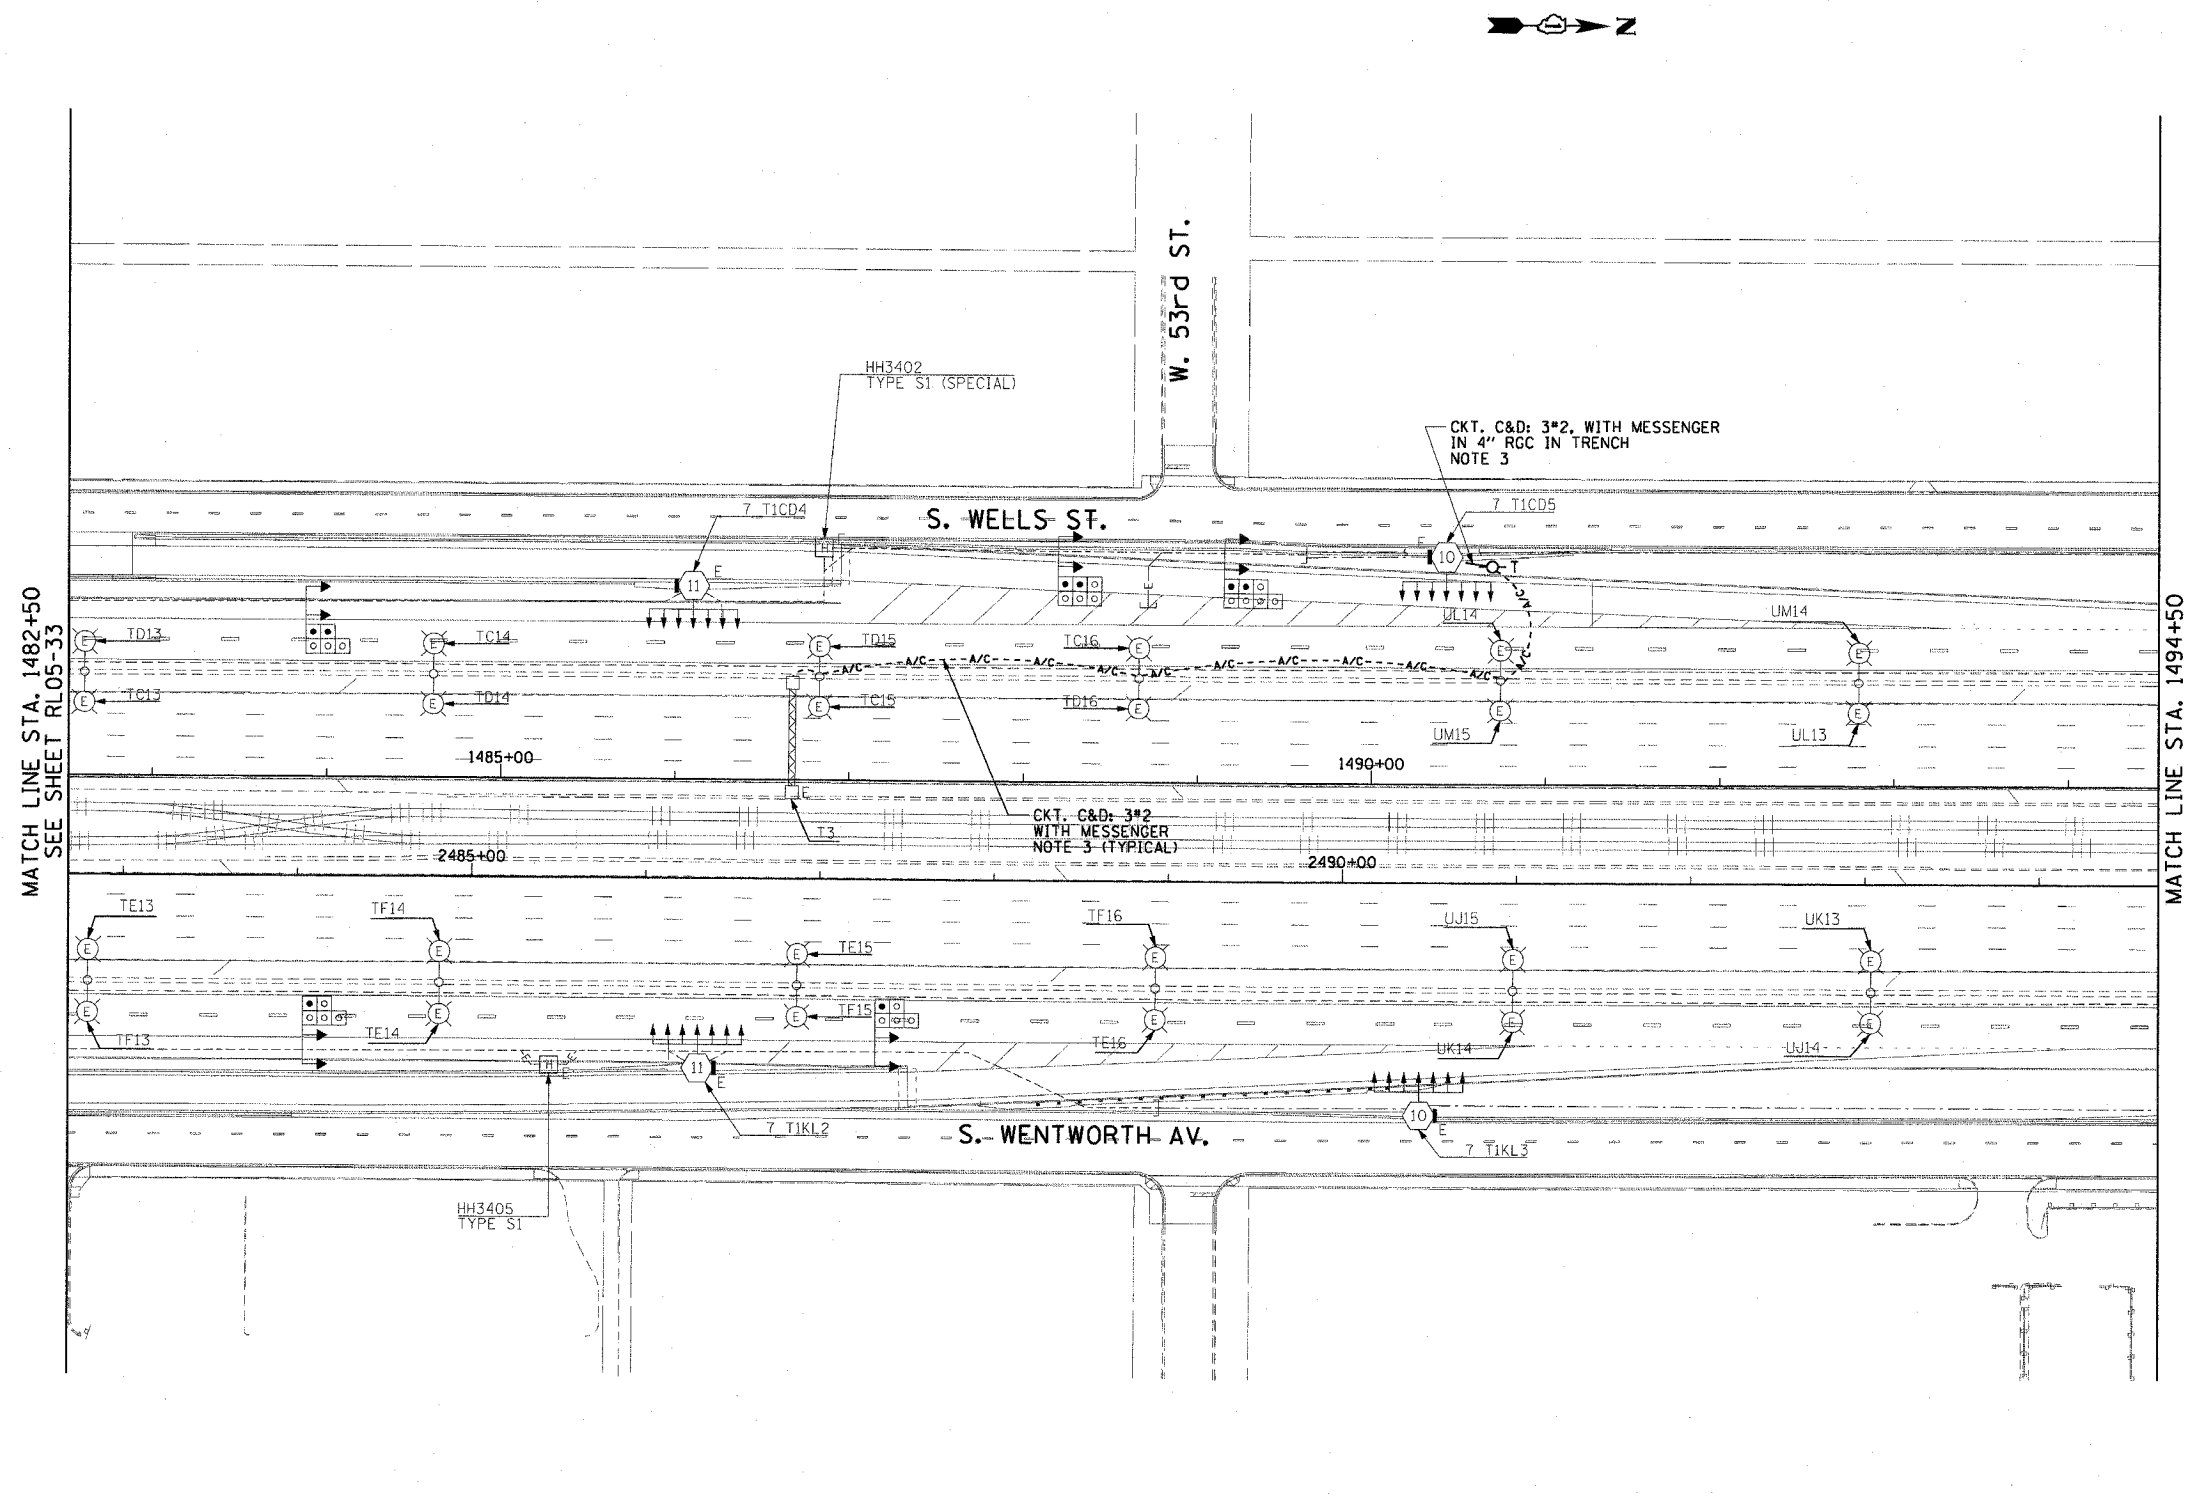 N
W. 53rd ST.
HH3402
TYPE S1 (SPECIAL)
CKT. C&D: 3#2, WITH MESSENGER
IN 4" RGC IN TRENCH
NOTE 3
7 T1CD4
S. WELLS ST.
7 T1CD5
H
E
10
T
11
E
E
A/C
UL14
UM14
TD13
TC14
TD15
TC16
E
E
E
E
E
E
A/C
A/C
A/C
A/C
A/C
A/C
A/C
A/C
A/C
A/C
A/C
A/C
TC13
TD14
TC15
TD16
E
E
E
E
E
E
UM15
UL13
MATCH LINE STA. 1482+50
SEE SHEET RL05-33
MATCH LINE STA. 1494+50
1485+00
1490+00
E
T3
CKT. C&D: 3#2
WITH MESSENGER
NOTE 3 (TYPICAL)
2485+00
2490+00
TE13
TF14
TF16
UJ15
UK13
E
E
E
TE15
E
E
E
E
E
E
TF15
E
E
E
TF13
TE14
TE16
UK14
UJ14
H
E
11
E
10
E
7 T1KL2
S. WENTWORTH AV.
7 T1KL3
HH3405
TYPE S1